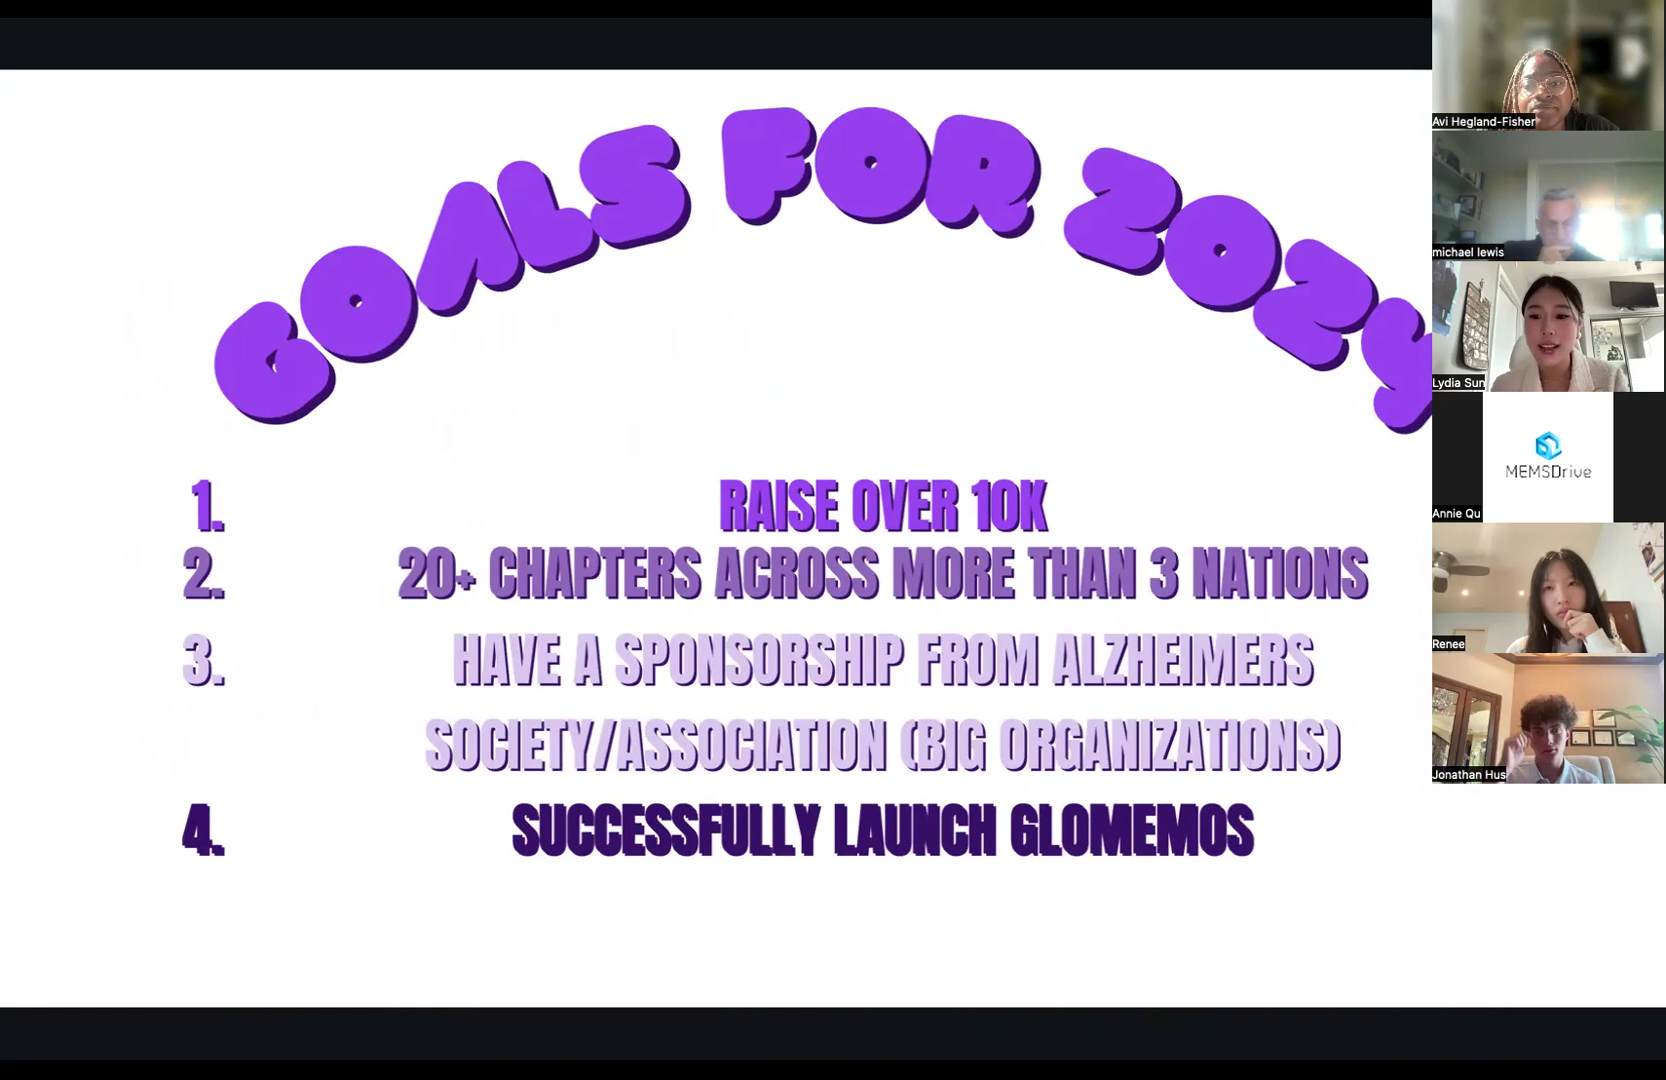 GOALS FOR ZOZY
1. RAISE OVER 10K
2. 20+ CHAPTERS ACROSS MORE THAN 3 NATIONS
3. HAVE A SPONSORSHIP FROM ALZHEIMERS
SOCIETY/ASSOCIATION (BIG ORGANIZATIONS)
4. SUCCESSFULLY LAUNCH GLOMEMOS
Avi Hegland-Fisher
michael lewis
Lydia Sun
MEMSDrive
Annie Qu
Renee
Jonathan Hus